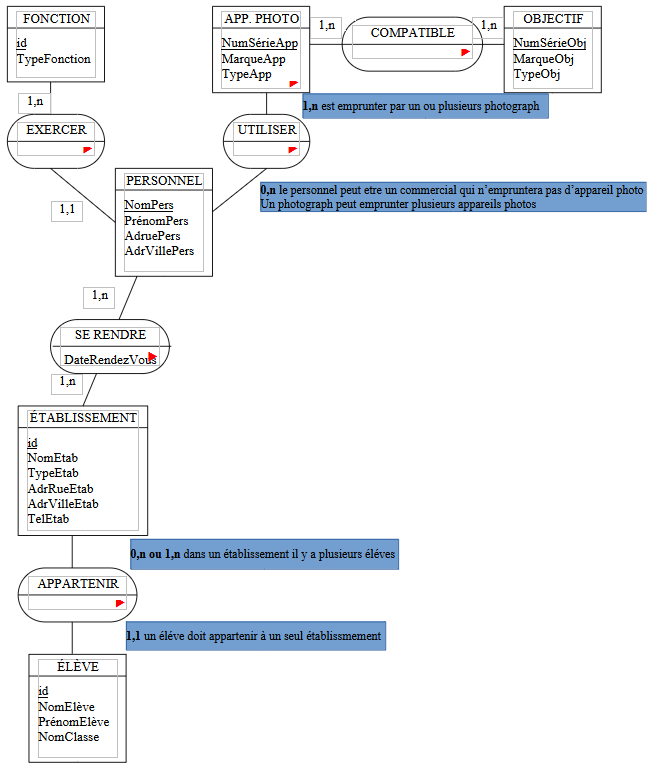 FONCTION
id
TypeFonction
1,n
EXERCER
1,1
APP. PHOTO
NumSérieApp
MarqueApp
TypeApp
1,n
COMPATIBLE
1,n
OBJECTIF
NumSérieObj
MarqueObj
TypeObj
1,n est emprunter par un ou plusieurs photograph
UTILISER
0,n le personnel peut etre un commercial qui n’empruntera pas d’appareil photo
Un photograph peut emprunter plusieurs appareils photos
PERSONNEL
NomPers
PrénomPers
AdruePers
AdrVillePers
1,n
SE RENDRE
DateRendezVous
1,n
ÉTABLISSEMENT
id
NomEtab
TypeEtab
AdrRueEtab
AdrVilleEtab
TelEtab
0,n ou 1,n dans un établissement il y a plusieurs éléves
APPARTENIR
1,1 un éléve doit appartenir à un seul établissmement
ÉLÈVE
id
NomElève
PrénomElève
NomClasse